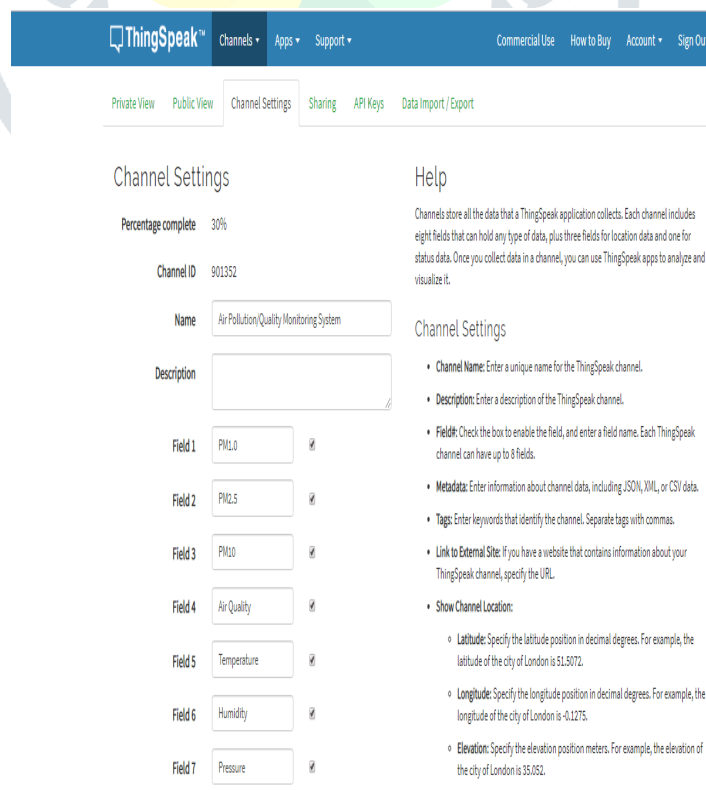 ThingSpeak™ Channels Apps Support Commercial Use How to Buy Account Sign Ou
Private View Public View Channel Settings Sharing API Keys Data Import / Export
Channel Settings
Percentage complete 30%
Channel ID 901352
Name Air Pollution/Quality Monitoring System
Description
Field 1 PM1.0
Field 2 PM2.5
Field 3 PM10
Field 4 Air Quality
Field 5 Temperature
Field 6 Humidity
Field 7 Pressure
Help
Channels store all the data that a ThingSpeak application collects. Each channel includes
eight fields that can hold any type of data, plus three fields for location data and one for
status data. Once you collect data in a channel, you can use ThingSpeak apps to analyze and
visualize it.
Channel Settings
• Channel Name: Enter a unique name for the ThingSpeak channel.
• Description: Enter a description of the ThingSpeak channel.
• Field#: Check the box to enable the field, and enter a field name. Each ThingSpeak
channel can have up to 8 fields.
• Metadata: Enter information about channel data, including JSON, XML, or CSV data.
• Tags: Enter keywords that identify the channel. Separate tags with commas.
• Link to External Site: If you have a website that contains information about your
ThingSpeak channel, specify the URL.
• Show Channel Location:
◦ Latitude: Specify the latitude position in decimal degrees. For example, the
latitude of the city of London is 51.5072.
◦ Longitude: Specify the longitude position in decimal degrees. For example, the
longitude of the city of London is -0.1275.
◦ Elevation: Specify the elevation position meters. For example, the elevation of
the city of London is 35.052.